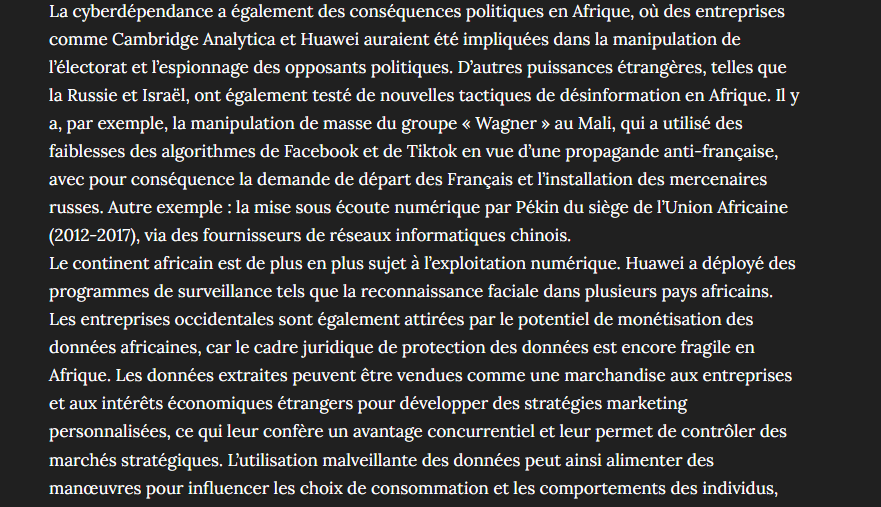 La cyberdépendance a également des conséquences politiques en Afrique, où des entreprises
comme Cambridge Analytica et Huawei auraient été impliquées dans la manipulation de
l’électorat et l’espionnage des opposants politiques. D’autres puissances étrangères, telles que
la Russie et Israël, ont également testé de nouvelles tactiques de désinformation en Afrique. Il y
a, par exemple, la manipulation de masse du groupe « Wagner » au Mali, qui a utilisé des
faiblesses des algorithmes de Facebook et de Tiktok en vue d’une propagande anti-française,
avec pour conséquence la demande de départ des Français et l’installation des mercenaires
russes. Autre exemple : la mise sous écoute numérique par Pékin du siège de l’Union Africaine
(2012-2017), via des fournisseurs de réseaux informatiques chinois.
Le continent africain est de plus en plus sujet à l’exploitation numérique. Huawei a déployé des
programmes de surveillance tels que la reconnaissance faciale dans plusieurs pays africains.
Les entreprises occidentales sont également attirées par le potentiel de monétisation des
données africaines, car le cadre juridique de protection des données est encore fragile en
Afrique. Les données extraites peuvent être vendues comme une marchandise aux entreprises
et aux intérêts économiques étrangers pour développer des stratégies marketing
personnalisées, ce qui leur confère un avantage concurrentiel et leur permet de contrôler des
marchés stratégiques. L’utilisation malveillante des données peut ainsi alimenter des
manœuvres pour influencer les choix de consommation et les comportements des individus,